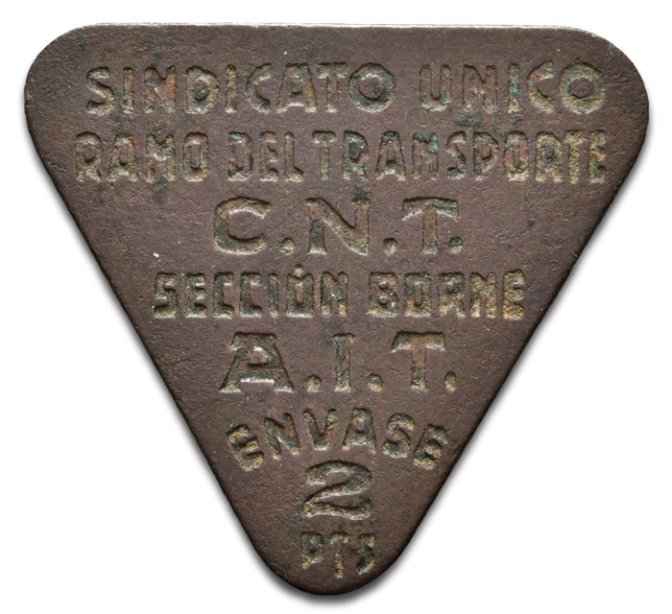 SINDICATO UNICO
RAMO DEL TRANSPORTE
C.N.T.
SECCIÓN BORNE
A.I.T.
ENVASE
2
PTS